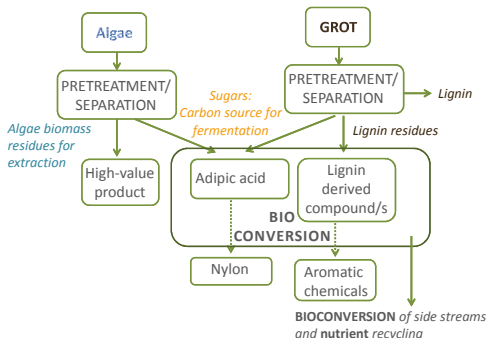 Algae
GROT
PRETREATMENT/
SEPARATION
Sugars:
Carbon source for
fermentation
PRETREATMENT/
SEPARATION
Lignin
Algae biomass
residues for
extraction
Lignin residues
High-value
product
Adipic acid
Lignin
derived
compound/s
BIO
CONVERSION
Nylon
Aromatic
chemicals
BIOCONVERSION of side streams
and nutrient recycling